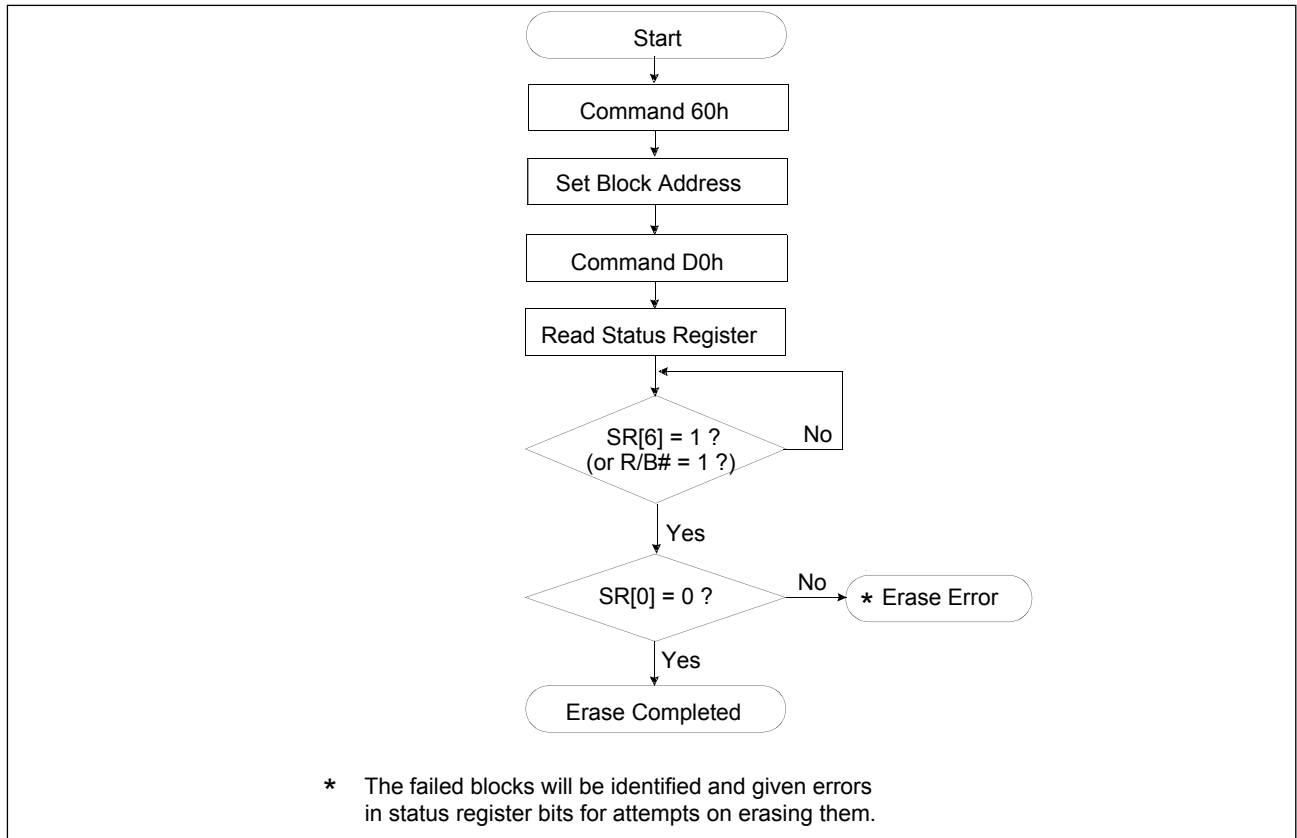 Start
Command 60h
Set Block Address
Command D0h
Read Status Register
SR[6] = 1 ?
(or R/B# = 1 ?)
No
Yes
SR[0] = 0 ?
No
* Erase Error
Yes
Erase Completed
* The failed blocks will be identified and given errors
in status register bits for attempts on erasing them.